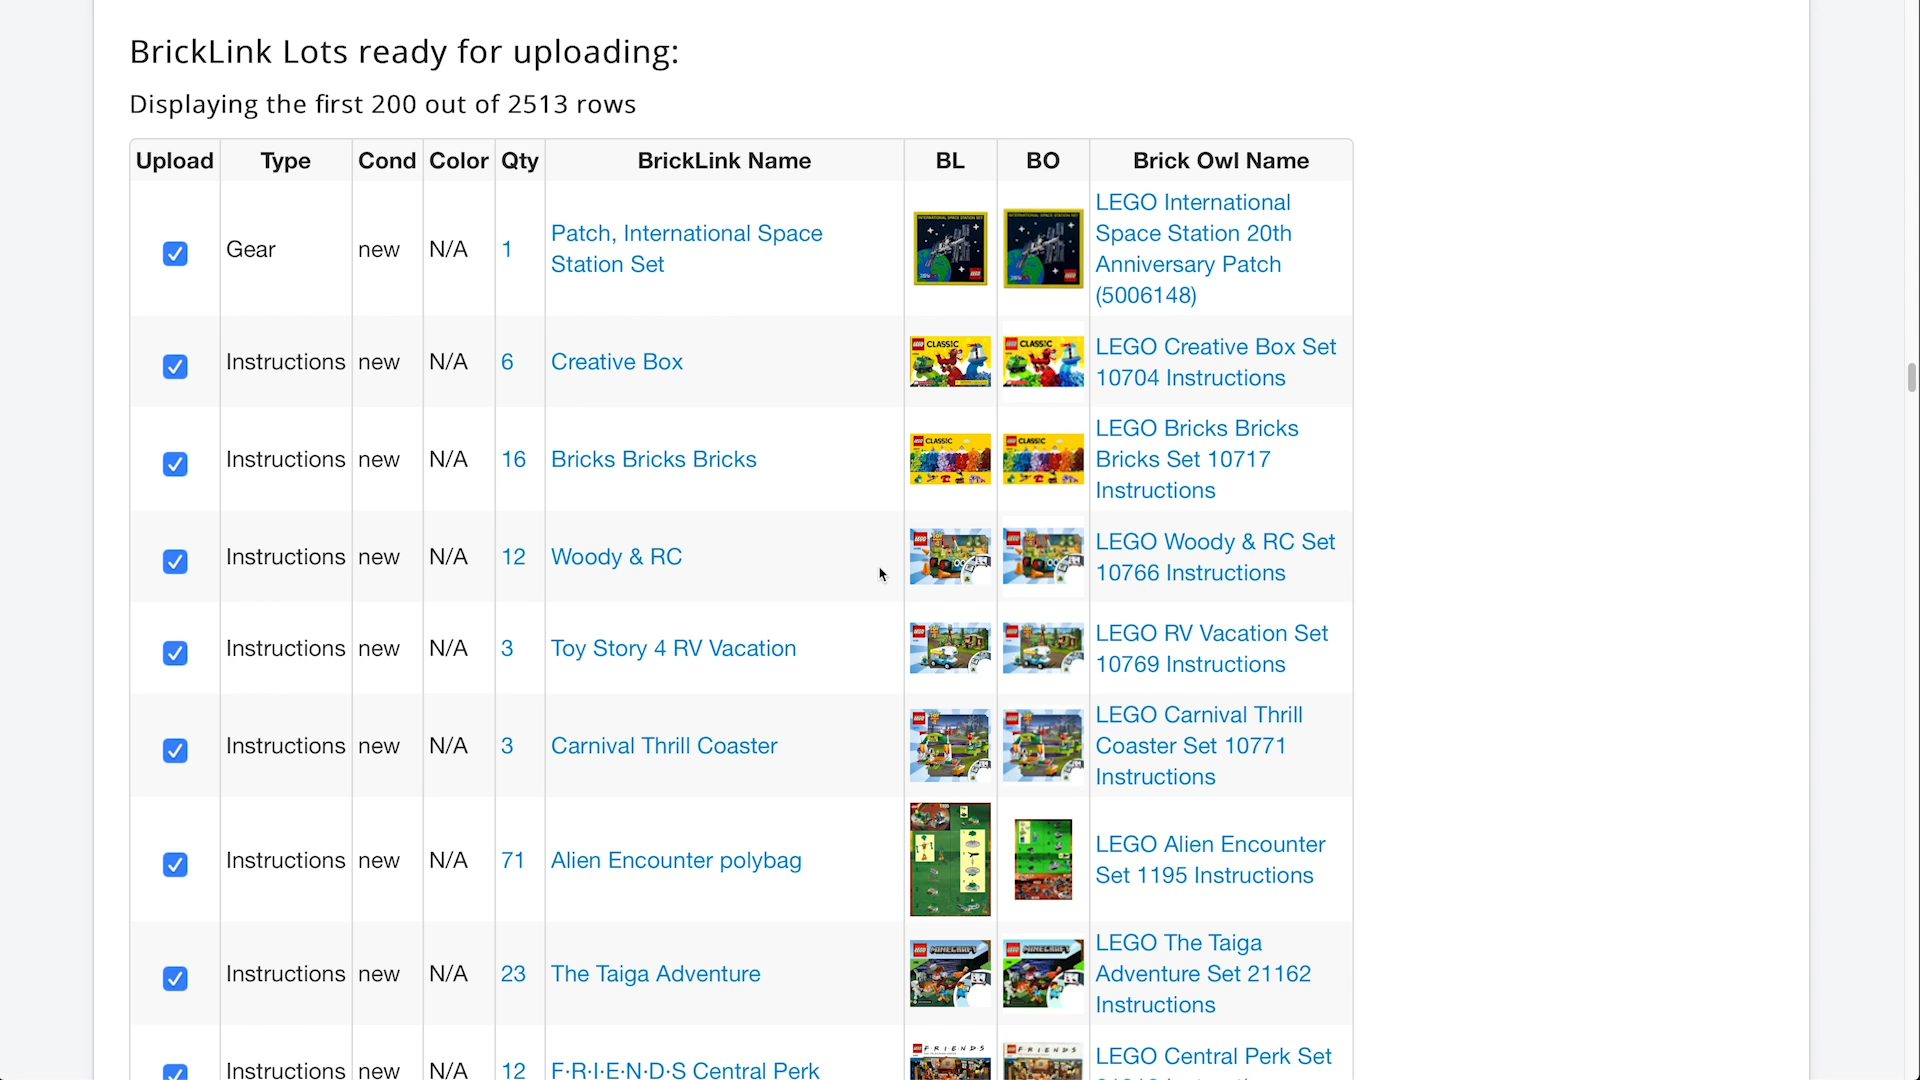 BrickLink Lots ready for uploading:
Displaying the first 200 out of 2513 rows
Upload Type Cond Color Qty BrickLink Name BL BO Brick Owl Name
Gear new N/A 1 Patch, International Space
Station Set
LEGO International
Space Station 20th
Anniversary Patch
(5006148)
Instructions new N/A 6 Creative Box
CLASSIC
CLASSIC
LEGO Creative Box Set
10704 Instructions
Instructions new N/A 16 Bricks Bricks Bricks
CLASSIC
CLASSIC
LEGO Bricks Bricks
Bricks Set 10717
Instructions
Instructions new N/A 12 Woody & RC
LEGO Woody & RC Set
10766 Instructions
Instructions new N/A 3 Toy Story 4 RV Vacation
LEGO RV Vacation Set
10769 Instructions
Instructions new N/A 3 Carnival Thrill Coaster
LEGO Carnival Thrill
Coaster Set 10771
Instructions
Instructions new N/A 71 Alien Encounter polybag
LEGO Alien Encounter
Set 1195 Instructions
Instructions new N/A 23 The Taiga Adventure
MINECRAFT
MINECRAFT
LEGO The Taiga
Adventure Set 21162
Instructions
Instructions new N/A 12 F·R·I·E·N·D·S Central Perk
F·R·I·E·N·D·S
F·R·I·E·N·D·S
LEGO Central Perk Set